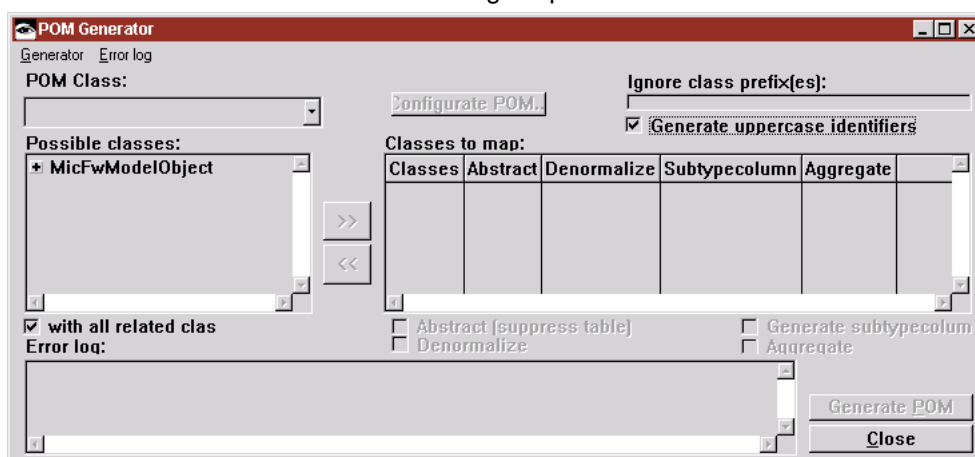 POM Generator
Generator Error log
POM Class:
Ignore class prefix(es):
Configurate POM..
Generate uppercase identifiers
Possible classes:
Classes to map:
MicFwModelObject
Classes Abstract Denormalize Subtypecolumn Aggregate
>>
<<
with all related clas
Abstract (suppress table)
Generate subtypecolum
Denormalize
Aggregate
Error log:
Generate POM
Close